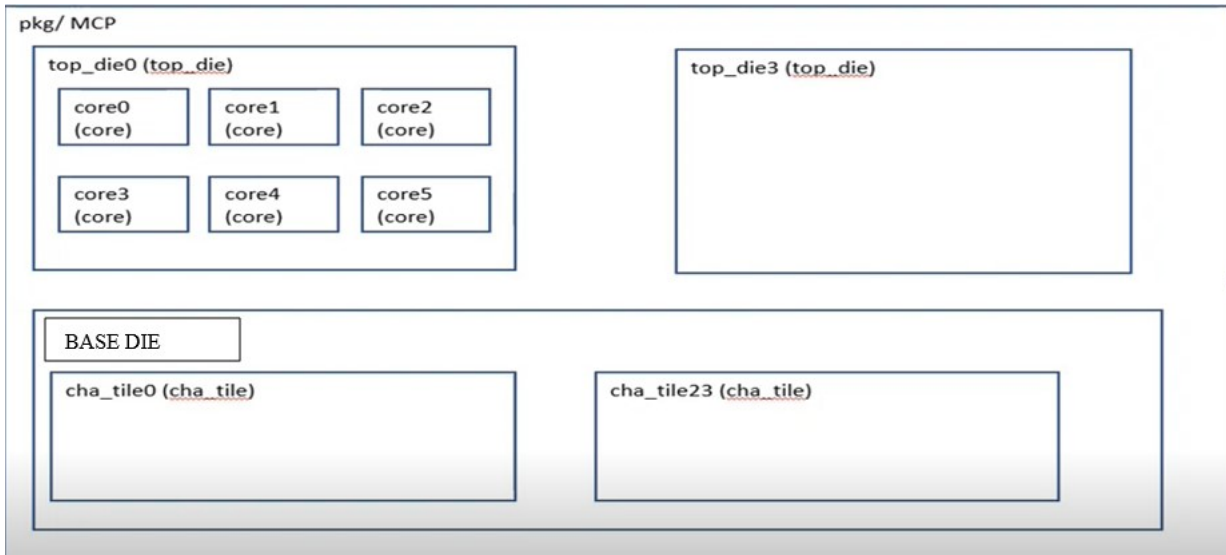 pkg/ MCP
top_die0 (top_die)
core0
(core)
core1
(core)
core2
(core)
core3
(core)
core4
(core)
core5
(core)
top_die3 (top_die)
BASE DIE
cha_tile0 (cha_tile)
cha_tile23 (cha_tile)